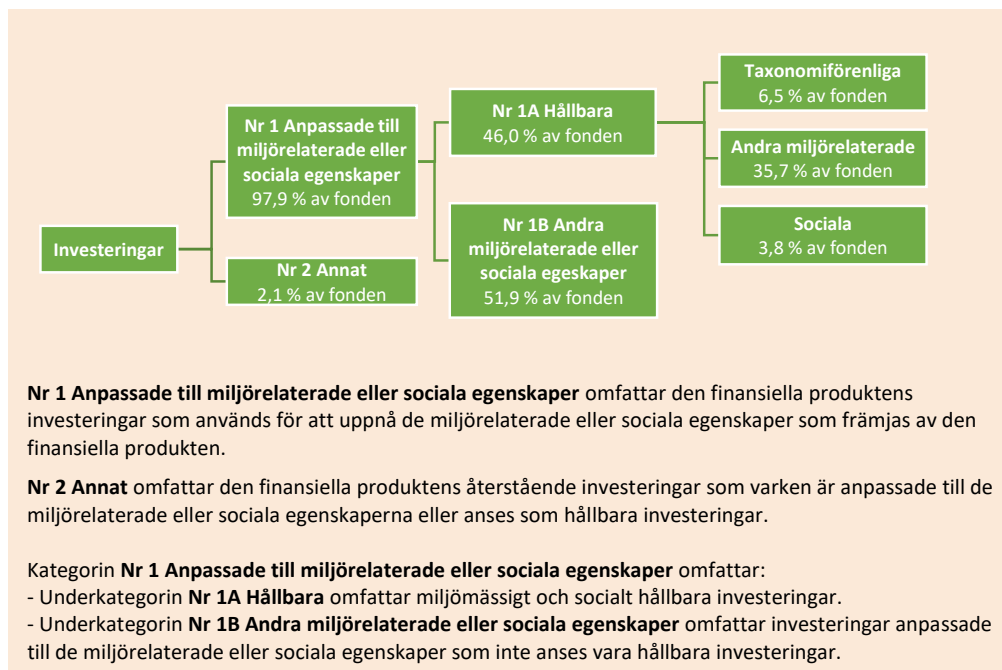 Investeringar
Nr 1 Anpassade till
miljörelaterade eller
sociala egenskaper
97,9 % av fonden
Nr 2 Annat
2,1 % av fonden
Nr 1A Hållbara
46,0 % av fonden
Nr 1B Andra
miljörelaterade eller
sociala egeskaper
51,9 % av fonden
Taxonomiförenliga
6,5 % av fonden
Andra miljörelaterade
35,7 % av fonden
Sociala
3,8 % av fonden
Nr 1 Anpassade till miljörelaterade eller sociala egenskaper omfattar den finansiella produktens
investeringar som används för att uppnå de miljörelaterade eller sociala egenskaper som främjas av den
finansiella produkten.
Nr 2 Annat omfattar den finansiella produktens återstående investeringar som varken är anpassade till de
miljörelaterade eller sociala egenskaperna eller anses som hållbara investeringar.
Kategorin Nr 1 Anpassade till miljörelaterade eller sociala egenskaper omfattar:
- Underkategorin Nr 1A Hållbara omfattar miljömässigt och socialt hållbara investeringar.
- Underkategorin Nr 1B Andra miljörelaterade eller sociala egenskaper omfattar investeringar anpassade
till de miljörelaterade eller sociala egenskaper som inte anses vara hållbara investeringar.